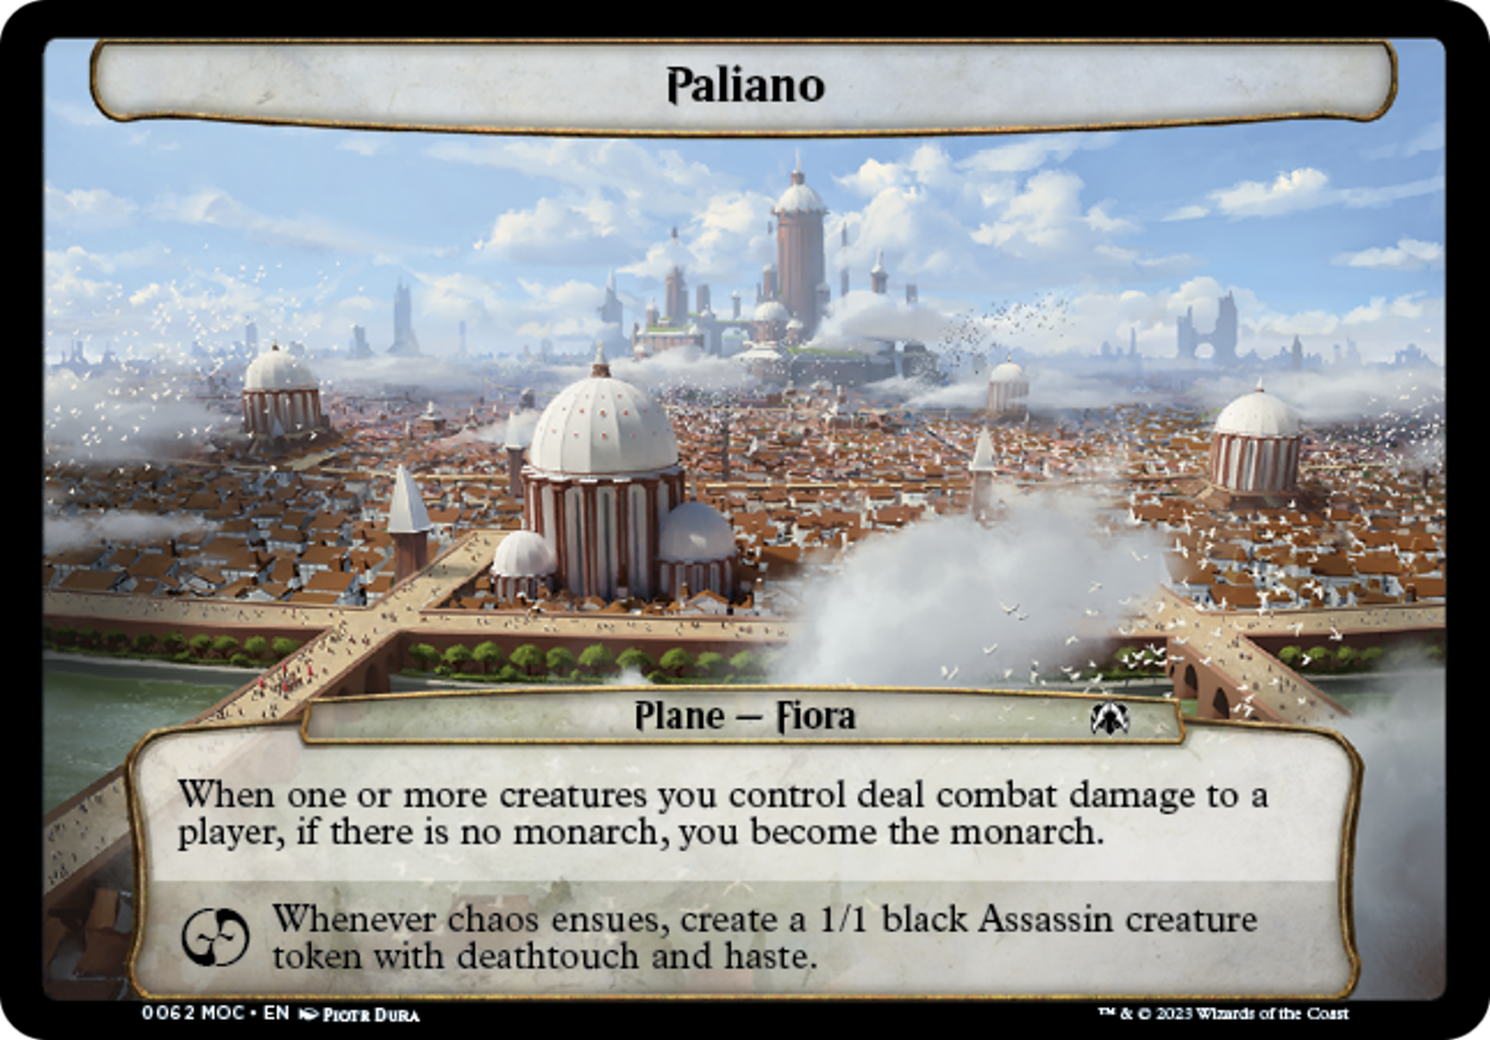 Paliano
Plane — Fiora
When one or more creatures you control deal combat damage to a
player, if there is no monarch, you become the monarch.
Whenever chaos ensues, create a 1/1 black Assassin creature
token with deathtouch and haste.
0062 MOC • EN Piotr Dura
™ & © 2023 Wizards of the Coast